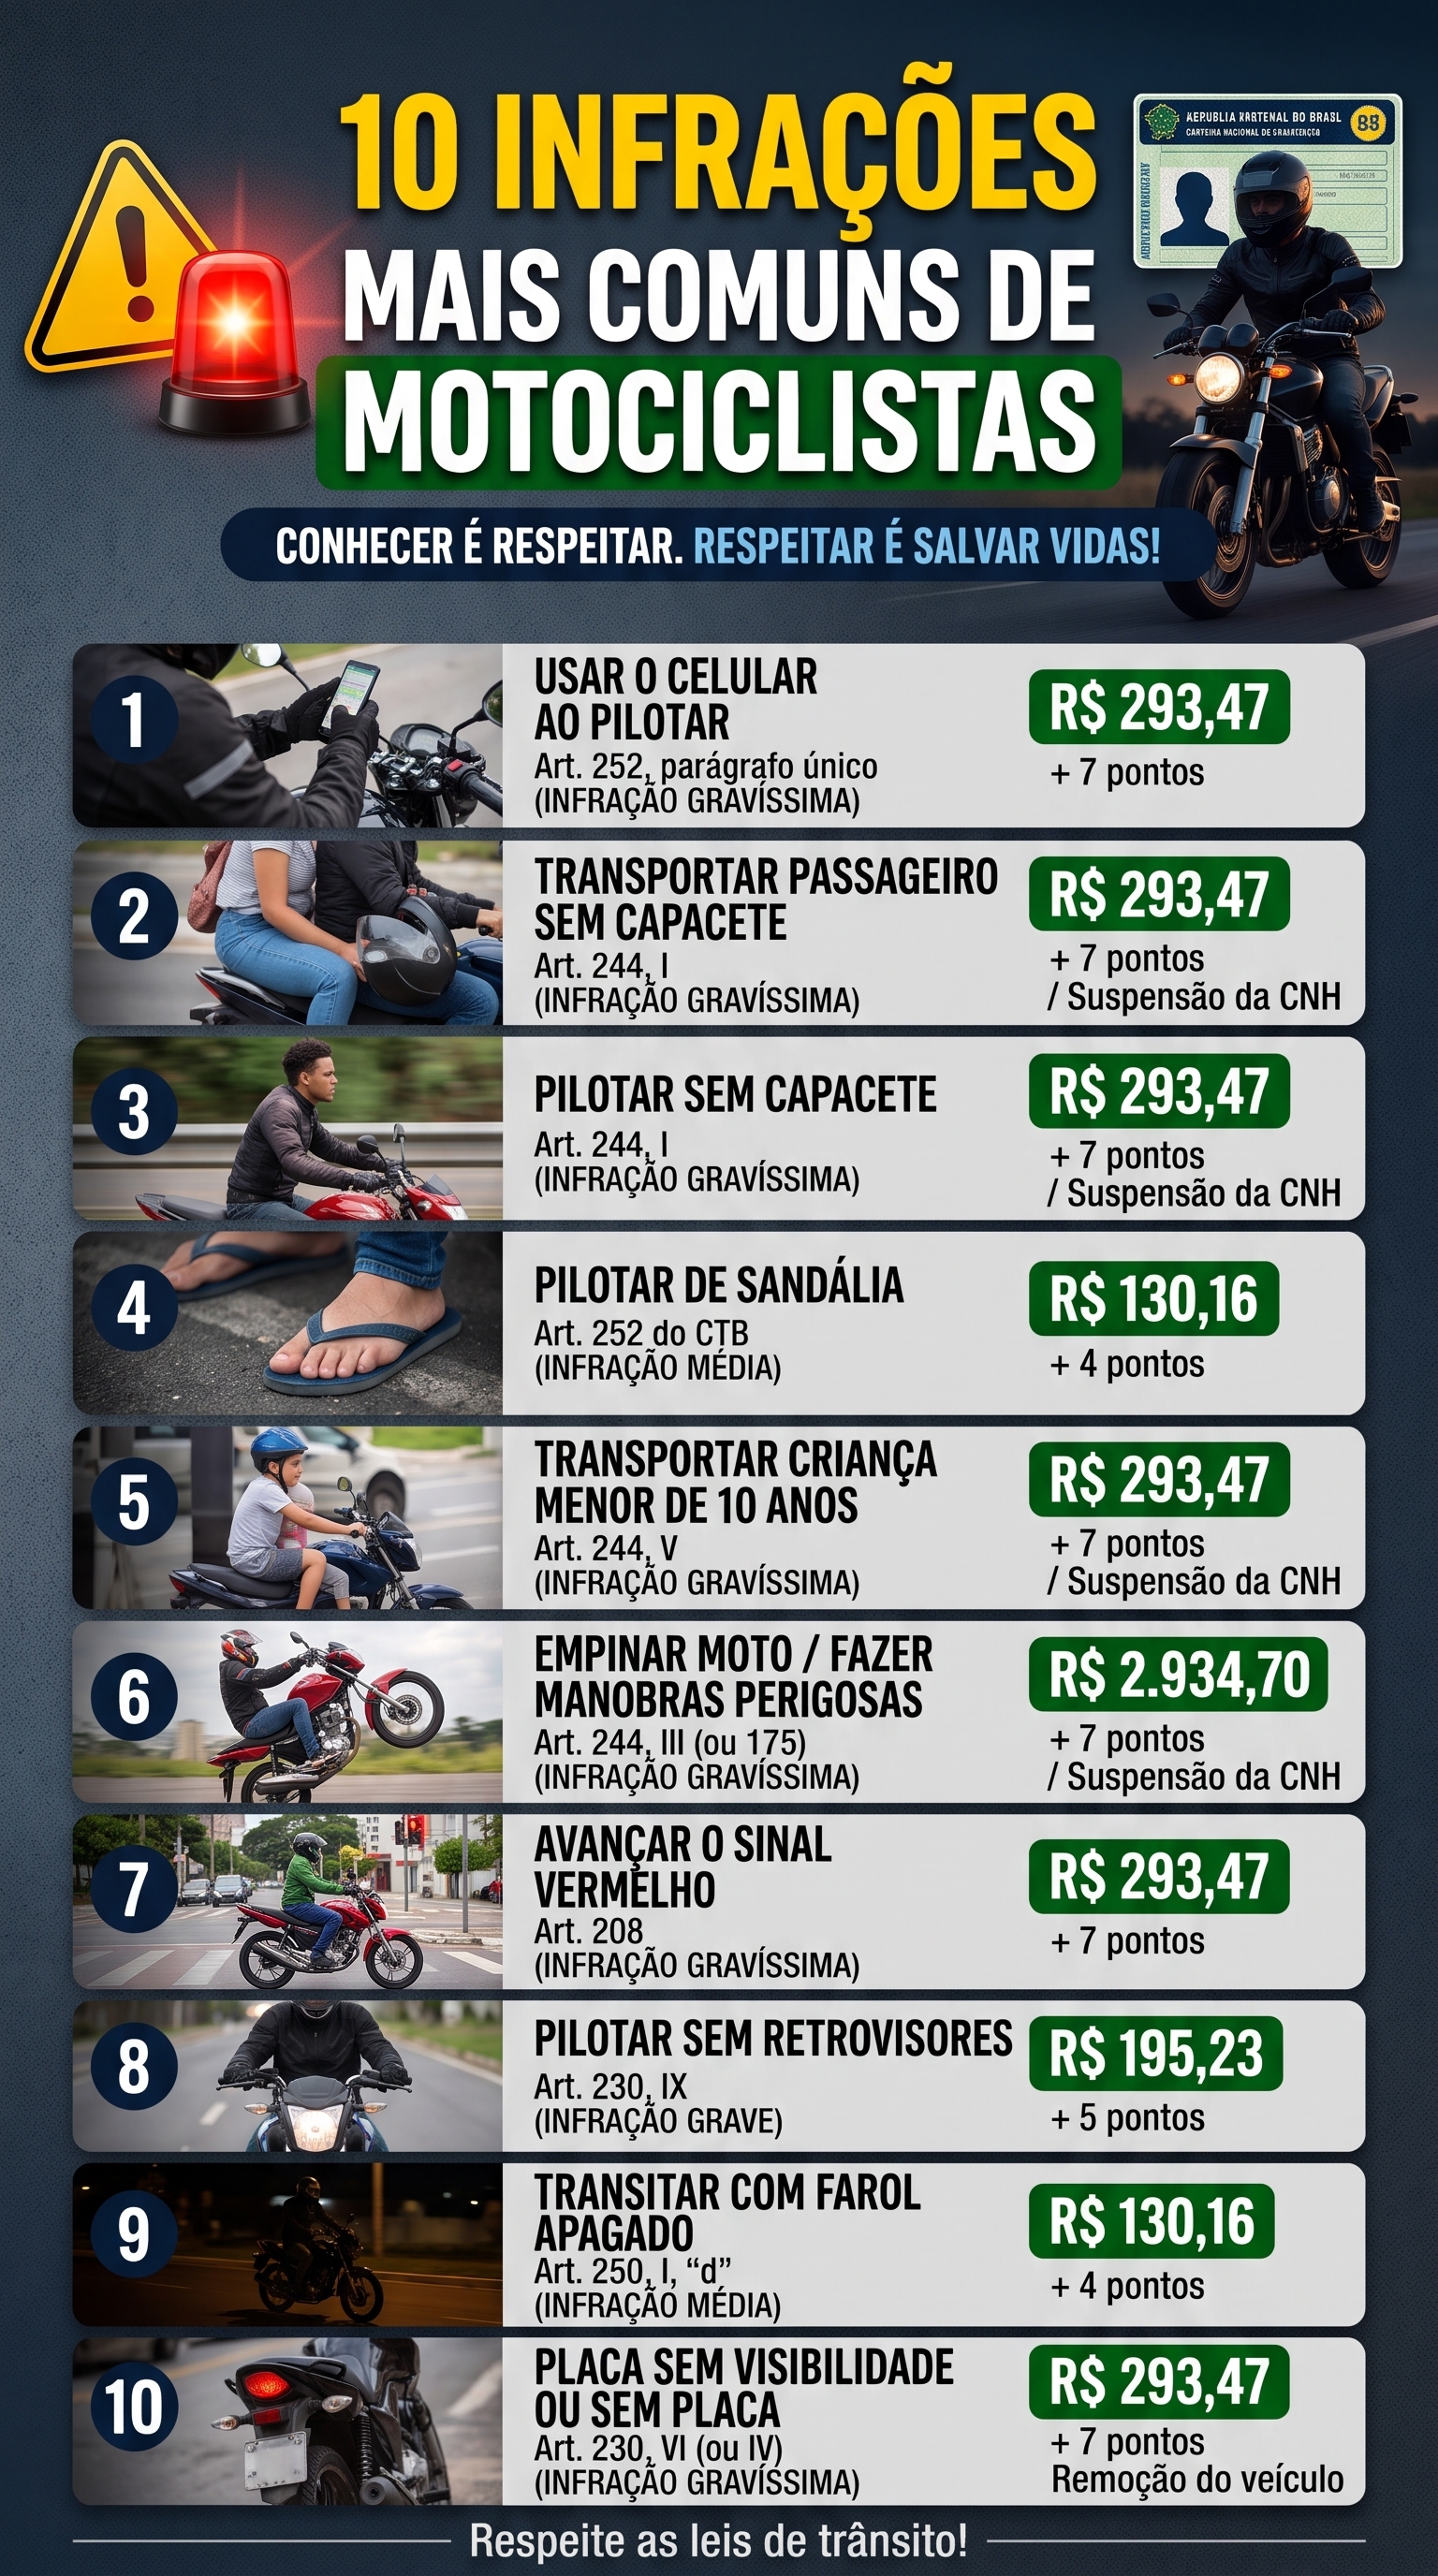 10 INFRAÇÕES
MAIS COMUNS DE
MOTOCICLISTAS
CONHECER É RESPEITAR. RESPEITAR É SALVAR VIDAS!
AEPUBLIA RARTENAL BO BRASL
88
1
USAR O CELULAR
AO PILOTAR
Art. 252, parágrafo único
(INFRAÇÃO GRAVÍSSIMA)
R$ 293,47
+ 7 pontos
2
TRANSPORTAR PASSAGEIRO
SEM CAPACETE
Art. 244, I
(INFRAÇÃO GRAVÍSSIMA)
R$ 293,47
+ 7 pontos
/ Suspensão da CNH
3
PILOTAR SEM CAPACETE
Art. 244, I
(INFRAÇÃO GRAVÍSSIMA)
R$ 293,47
+ 7 pontos
/ Suspensão da CNH
4
PILOTAR DE SANDÁLIA
Art. 252 do CTB
(INFRAÇÃO MÉDIA)
R$ 130,16
+ 4 pontos
5
TRANSPORTAR CRIANÇA
MENOR DE 10 ANOS
Art. 244, V
(INFRAÇÃO GRAVÍSSIMA)
R$ 293,47
+ 7 pontos
/ Suspensão da CNH
6
EMPINAR MOTO / FAZER
MANOBRAS PERIGOSAS
Art. 244, III (ou 175)
(INFRAÇÃO GRAVÍSSIMA)
R$ 2.934,70
+ 7 pontos
/ Suspensão da CNH
7
AVANÇAR O SINAL
VERMELHO
Art. 208
(INFRAÇÃO GRAVÍSSIMA)
R$ 293,47
+ 7 pontos
8
PILOTAR SEM RETROVISORES
Art. 230, IX
(INFRAÇÃO GRAVE)
R$ 195,23
+ 5 pontos
9
TRANSITAR COM FAROL
APAGADO
Art. 250, I, “d”
(INFRAÇÃO MÉDIA)
R$ 130,16
+ 4 pontos
10
PLACA SEM VISIBILIDADE
OU SEM PLACA
Art. 230, VI (ou IV)
(INFRAÇÃO GRAVÍSSIMA)
R$ 293,47
+ 7 pontos
Remoção do veículo
Respeite as leis de trânsito!